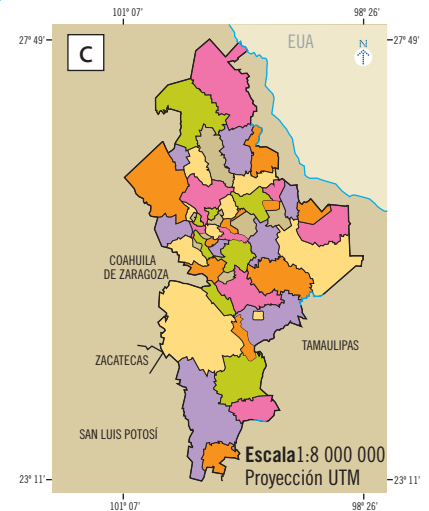 101° 07'
98° 26'
27° 49'
27° 49'
C
EUA
N
COAHUILA
DE ZARAGOZA
TAMAULIPAS
ZACATECAS
SAN LUIS POTOSÍ
Escala1:8 000 000
Proyección UTM
23° 11'
23° 11'
101° 07'
98° 26'